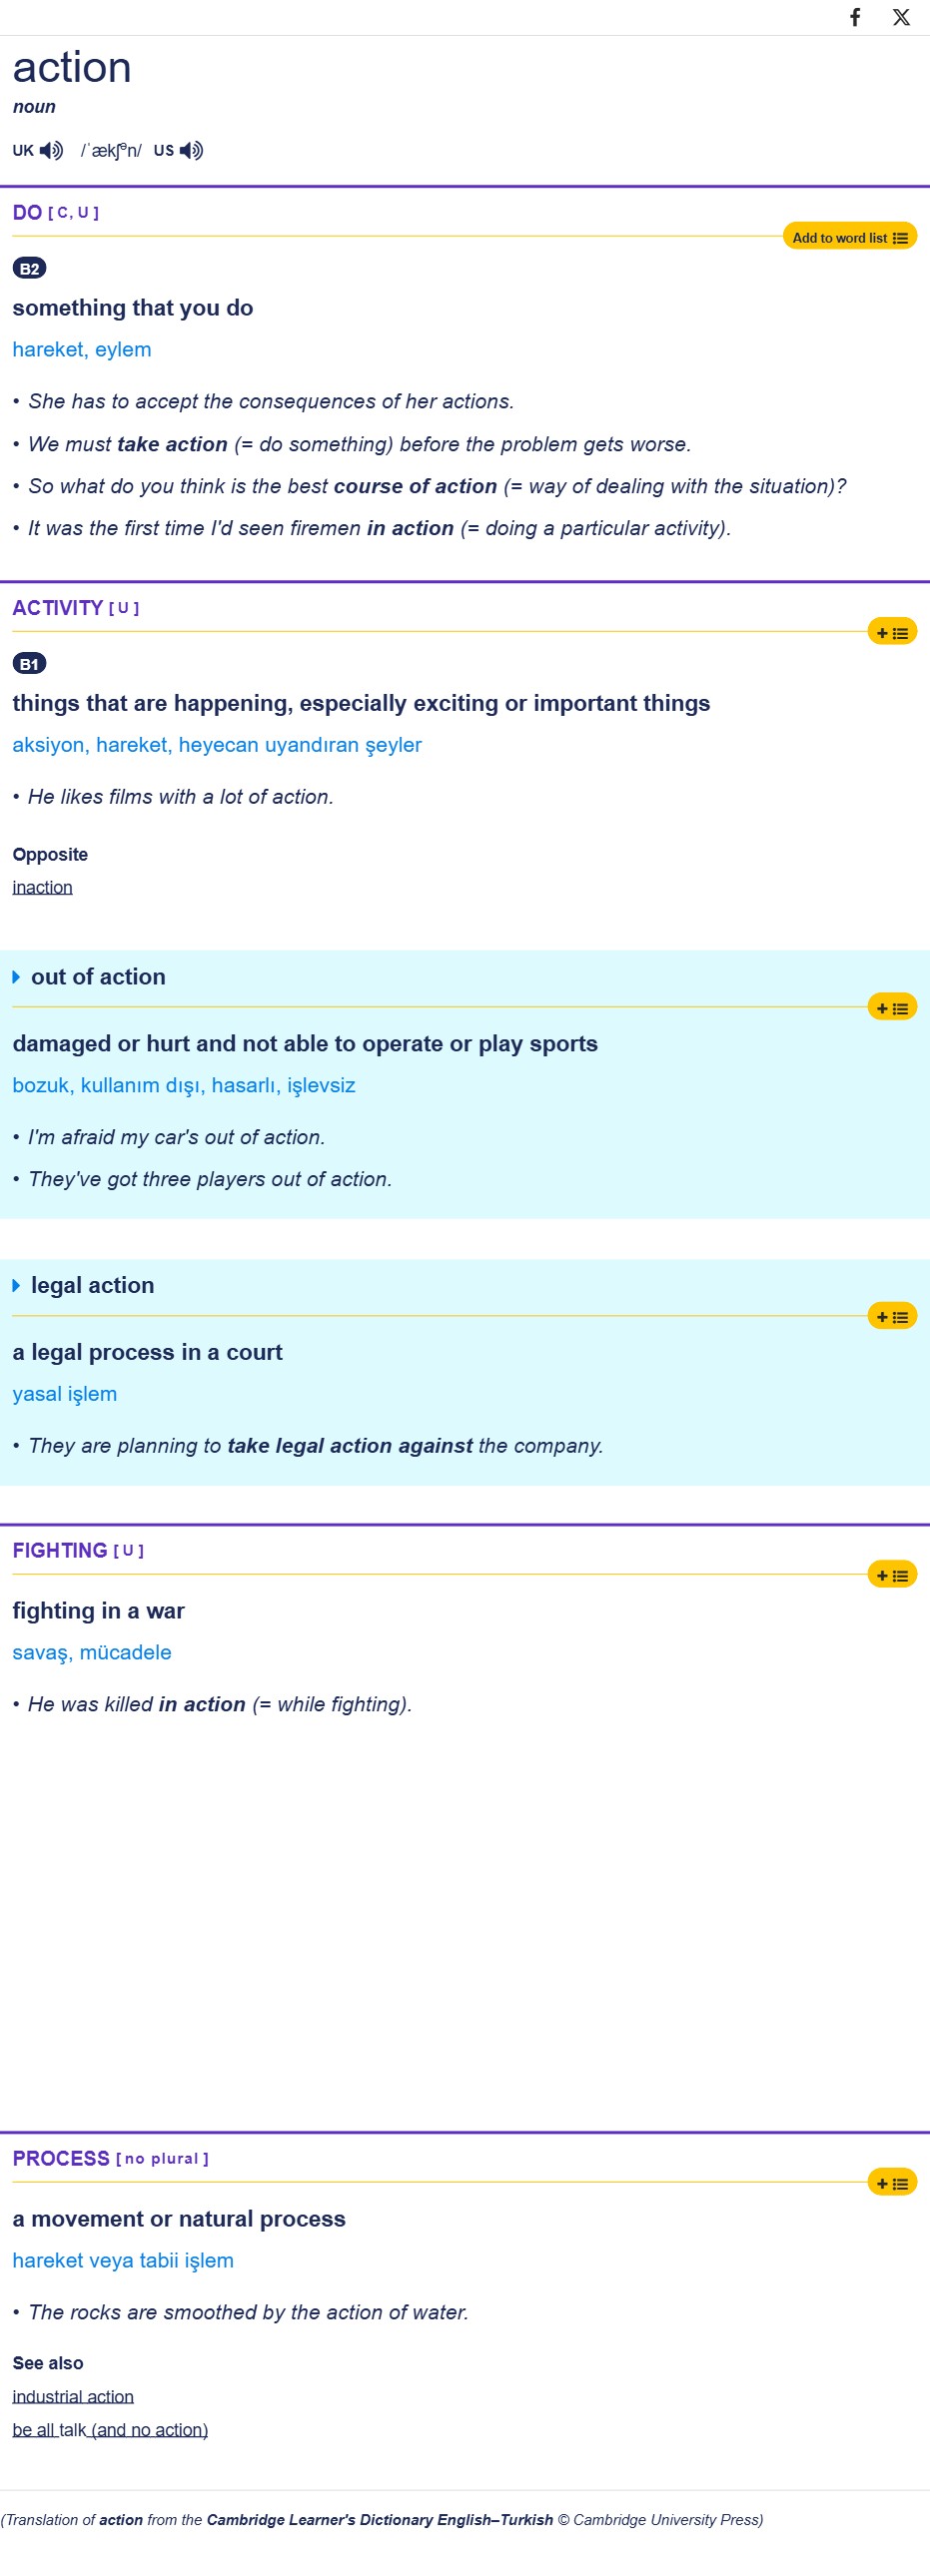 action
noun
UK /ˈækʃᵊn/ US
DO [ C, U ]
Add to word list
B2
something that you do
hareket, eylem
• She has to accept the consequences of her actions.
• We must take action (= do something) before the problem gets worse.
• So what do you think is the best course of action (= way of dealing with the situation)?
• It was the first time I'd seen firemen in action (= doing a particular activity).
ACTIVITY [ U ]
B1
things that are happening, especially exciting or important things
aksiyon, hareket, heyecan uyandıran şeyler
• He likes films with a lot of action.
Opposite
inaction
out of action
damaged or hurt and not able to operate or play sports
bozuk, kullanım dışı, hasarlı, işlevsiz
• I'm afraid my car's out of action.
• They've got three players out of action.
legal action
a legal process in a court
yasal işlem
• They are planning to take legal action against the company.
FIGHTING [ U ]
fighting in a war
savaş, mücadele
• He was killed in action (= while fighting).
PROCESS [ no plural ]
a movement or natural process
hareket veya tabii işlem
• The rocks are smoothed by the action of water.
See also
industrial action
be all talk (and no action)
(Translation of action from the Cambridge Learner's Dictionary English–Turkish © Cambridge University Press)